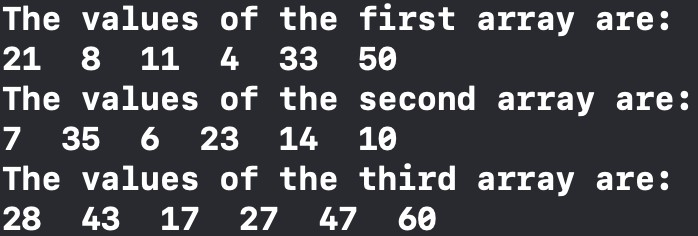 The values of the first array are:
21  8  11  4  33  50
The values of the second array are:
7  35  6  23  14  10
The values of the third array are:
28  43  17  27  47  60